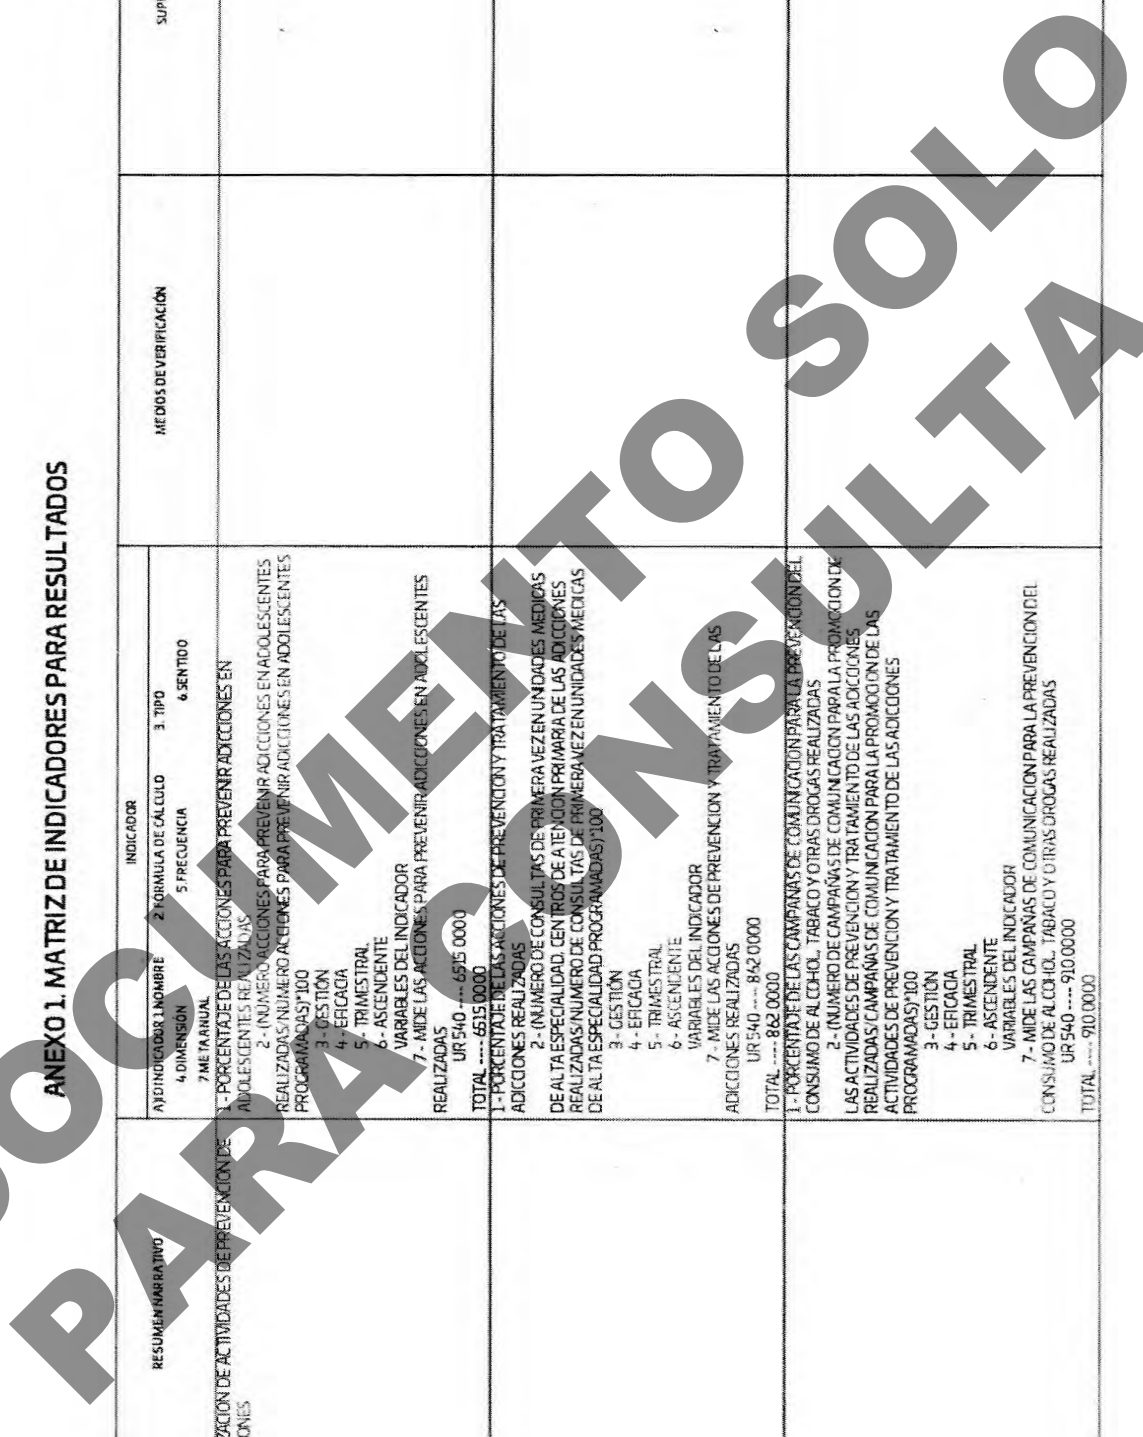 ANEXO 1. MATRIZ DE INDICADORES PARA RESULTADOS
RESUMEN NARRATIVO
INDICADOR
A) ID INDICADOR 1.NOMBRE 2 FORMULA DE CÁLCULO 3. TIPO
4.DIMENSIÓN 5.FRECUENCIA 6.SENTIDO
7 META ANUAL
MEDIOS DE VERIFICACIÓN
ACTIVIDADES DE PREVENCION DE
1 - PORCENTAJE DE LAS ACCIONES PARA PREVENIR ADICCIONES EN
ADOLESCENTES REALIZADAS
2 - (NUMERO ACCIONES PARA PREVENIR ADICCIONES EN ADOLESCENTES
REALIZADAS/NUMERO ACCIONES PARA PREVENIR ADICCIONES EN ADOLESCENTES
PROGRAMADAS)*100
3 - GESTIÓN
4 - EFICACIA
5 - TRIMESTRAL
6 - ASCENDENTE
VARIABLES DEL INDICADOR
7 - MIDE LAS ACCIONES PARA PREVENIR ADICCIONES EN ADOLESCENTES
REALIZADAS
UR 540 ---- 6515 0000
TOTAL ---- 6515 0000
1 - PORCENTAJE DE LAS ACCIONES DE PREVENCION Y TRATAMIENTO DE LAS
ADICCIONES REALIZADAS
2 - (NUMERO DE CONSULTAS DE PRIMERA VEZ EN UNIDADES MEDICAS
DE ALTA ESPECIALIDAD, CENTROS DE ATENCION PRIMARIA DE LAS ADICCIONES
REALIZADAS/NUMERO DE CONSULTAS DE PRIMERA VEZ EN UNIDADES MEDICAS
DE ALTA ESPECIALIDAD PROGRAMADAS)*100
3 - GESTIÓN
4 - EFICACIA
5 - TRIMESTRAL
6 - ASCENDENTE
VARIABLES DEL INDICADOR
7 - MIDE LAS ACCIONES DE PREVENCION Y TRATAMIENTO DE LAS
ADICCIONES REALIZADAS
UR 540 ---- 862 0000
TOTAL ---- 862 0000
1 - PORCENTAJE DE LAS CAMPAÑAS DE COMUNICACION PARA LA PREVENCION DEL
CONSUMO DE ALCOHOL, TABACO Y OTRAS DROGAS REALIZADAS
2 - (NUMERO DE CAMPAÑAS DE COMUNICACION PARA LA PROMOCION DE
LAS ACTIVIDADES DE PREVENCION Y TRATAMIENTO DE LAS ADICCIONES
REALIZADAS/CAMPAÑAS DE COMUNICACION PARA LA PROMOCION DE LAS
ACTIVIDADES DE PREVENCION Y TRATAMIENTO DE LAS ADICCIONES
PROGRAMADAS)*100
3 - GESTIÓN
4 - EFICACIA
5 - TRIMESTRAL
6 - ASCENDENTE
VARIABLES DEL INDICADOR
7 - MIDE LAS CAMPAÑAS DE COMUNICACION PARA LA PREVENCION DEL
CONSUMO DE ALCOHOL, TABACO Y OTRAS DROGAS REALIZADAS
UR 540 ---- 910.0000
TOTAL ---- 910.0000
DOCUMENTO SOLO
PARA CONSULTA